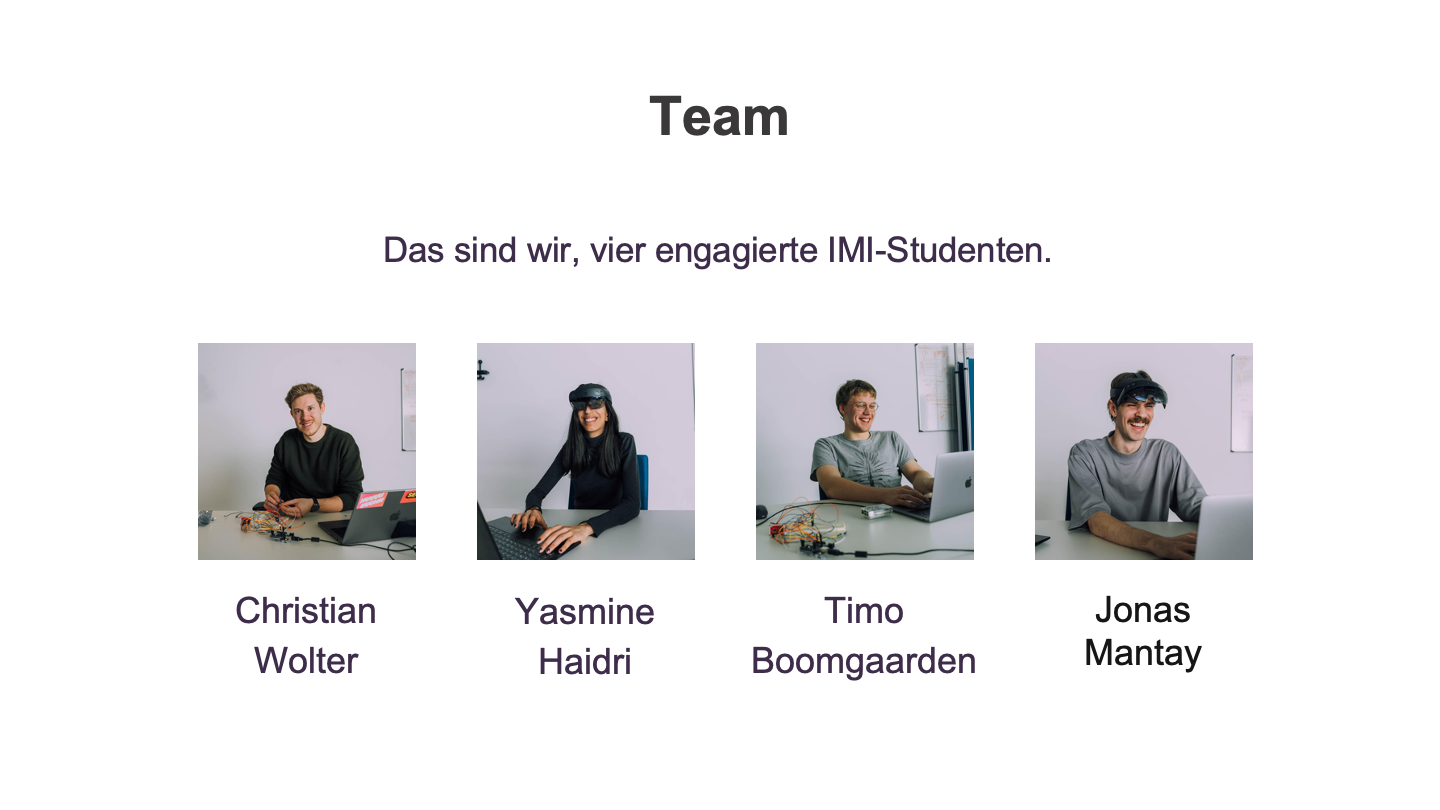 Team
Das sind wir, vier engagierte IMI-Studenten.
Christian
Wolter
Yasmine
Haidri
Timo
Boomgaarden
Jonas
Mantay